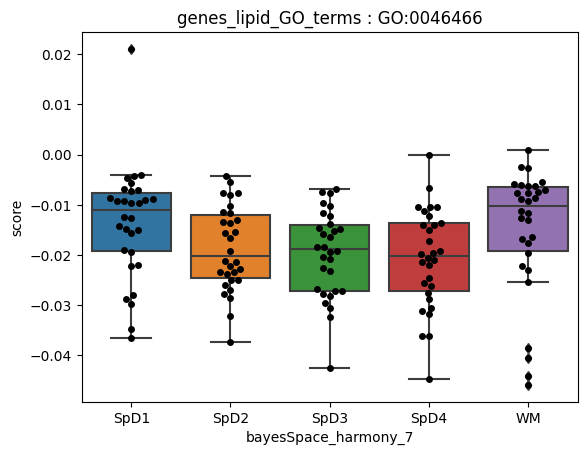 genes_lipid_GO_terms : GO:0046466
score
0.02
0.01
0.00
−0.01
−0.02
−0.03
−0.04
SpD1 SpD2 SpD3 SpD4 WM
bayesSpace_harmony_7